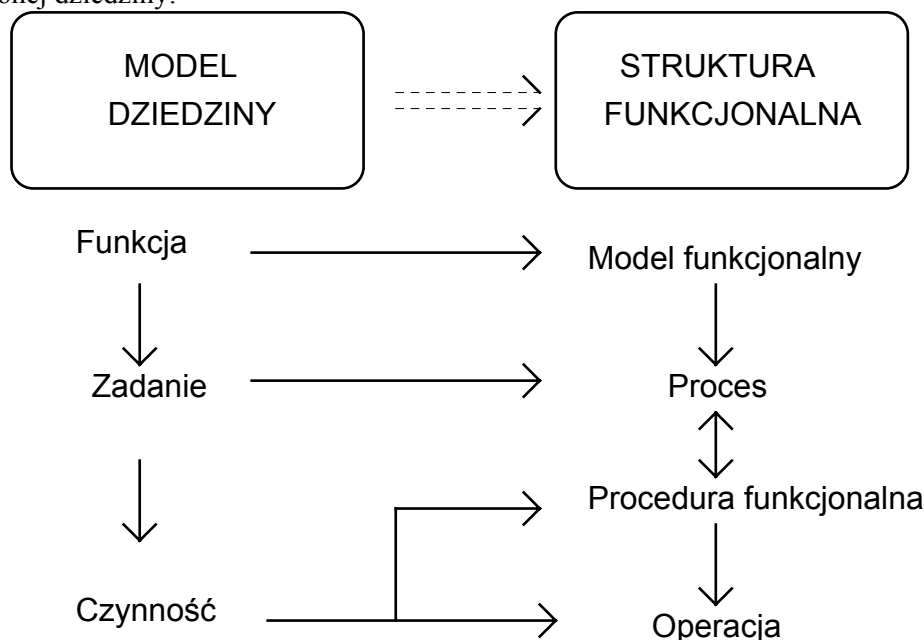 MODEL
DZIEDZINY
STRUKTURA
FUNKCJONALNA
Funkcja
Model funkcjonalny
Zadanie
Proces
Procedura funkcjonalna
Czynność
Operacja